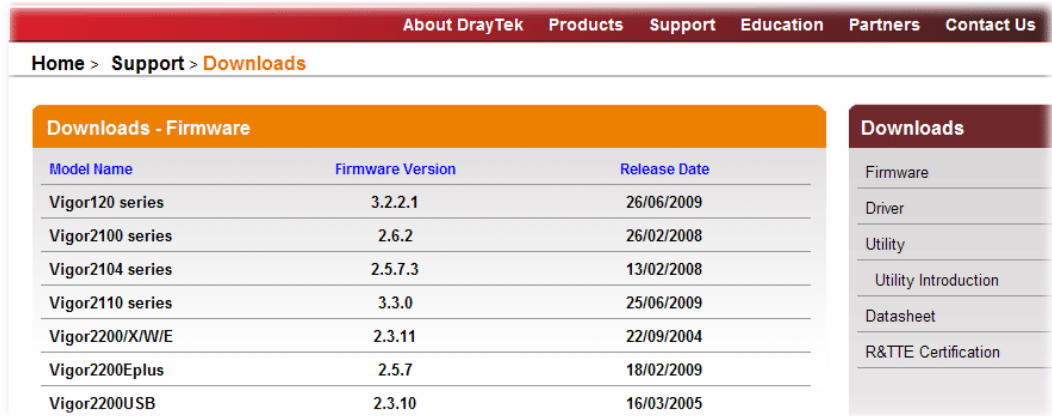 About DrayTek Products Support Education Partners Contact Us
Home > Support > Downloads
Downloads - Firmware
Model Name Firmware Version Release Date
Vigor120 series 3.2.2.1 26/06/2009
Vigor2100 series 2.6.2 26/02/2008
Vigor2104 series 2.5.7.3 13/02/2008
Vigor2110 series 3.3.0 25/06/2009
Vigor2200/X/W/E 2.3.11 22/09/2004
Vigor2200Eplus 2.5.7 18/02/2009
Vigor2200USB 2.3.10 16/03/2005
Downloads
Firmware
Driver
Utility
Utility Introduction
Datasheet
R&TTE Certification